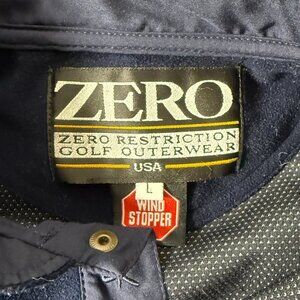 ZERO
ZERO RESTRICTION
GOLF OUTERWEAR
USA
L
WIND
STOPPER